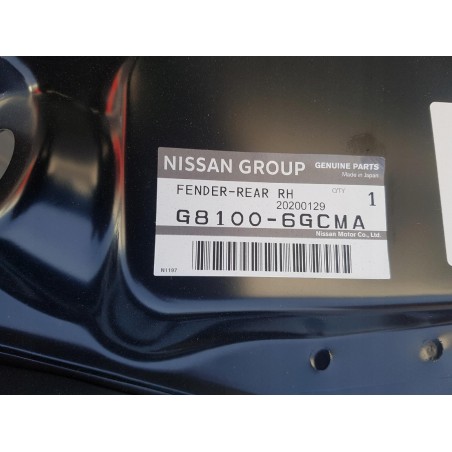 NISSAN GROUP GENUINE PARTS
Made in Japan
FENDER-REAR RH QTY 1
20200129
G8100-6GCMA
Nissan Motor Co., Ltd.
N1197